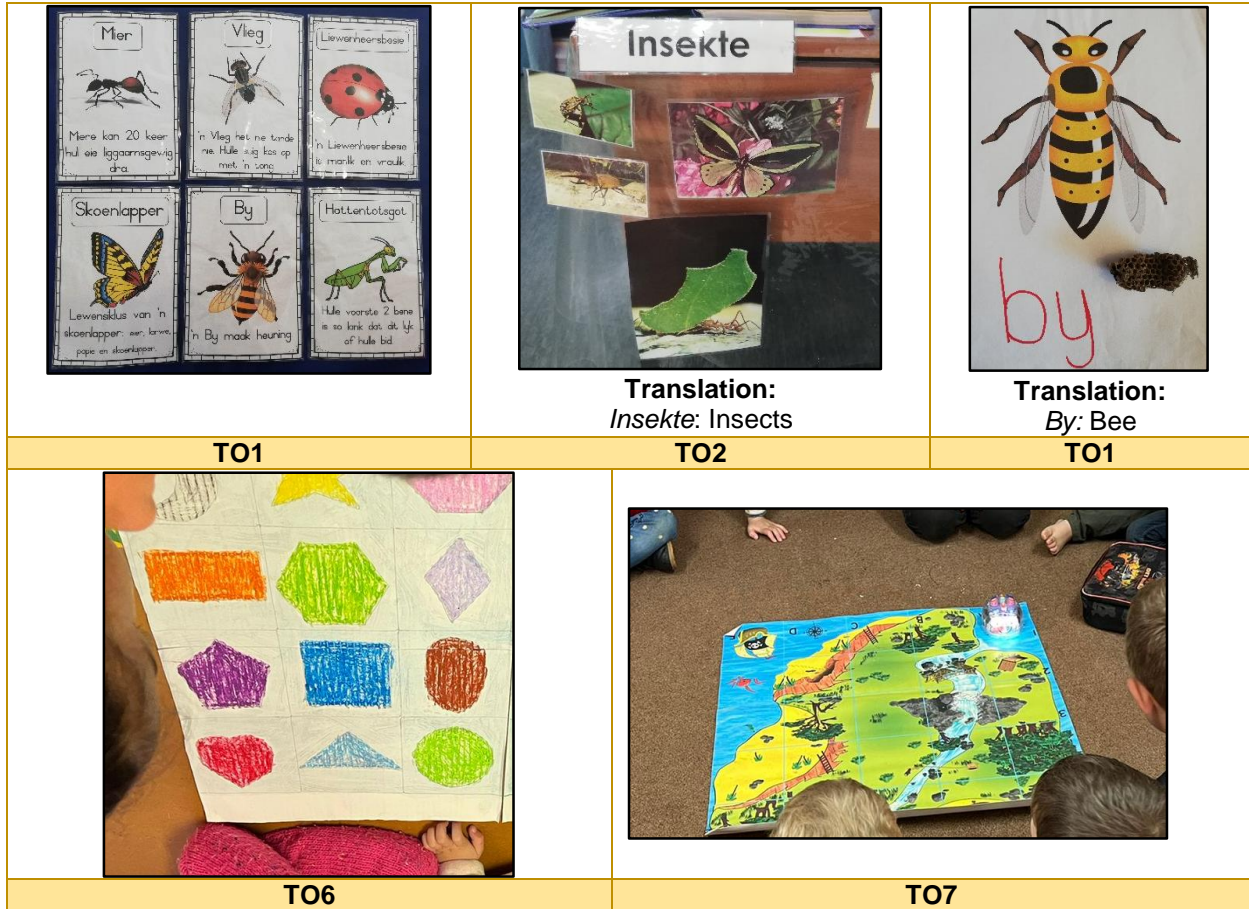 Mier
Miere kan 20 keer
hul eie liggaamsgewig
dra.
Vlieg
'n Vlieg het nie tande
nie. Hulle suig kos op
met 'n tong
Liewenheersbesie
'n Liewenheersbesie
is manlik en vroulik
Skoenlapper
Lewensklus van 'n
skoenlapper: eier, larwe,
papie en skoenlapper.
By
'n By maak heuning
Hottentotsgot
Hulle voorste 2 bene
is so lank dat dit lyk
of hulle bid.
Insekte
Translation:
Insekte: Insects
by
Translation:
By: Bee
TO1
TO2
TO1
D
C
B
TO6
TO7